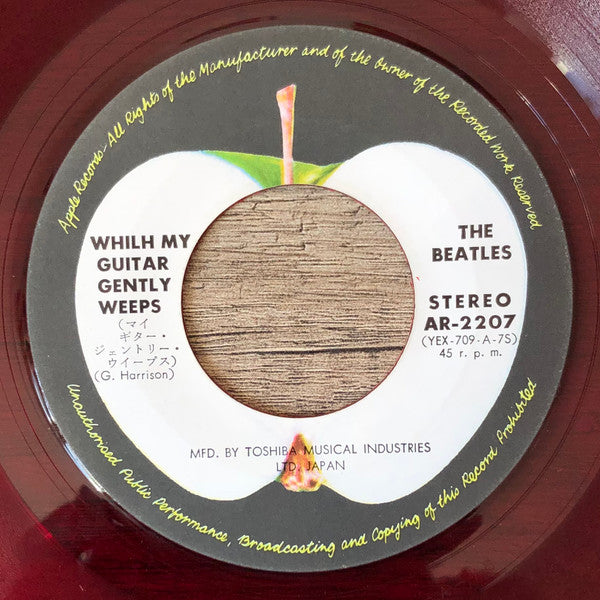 Apple Records-All Rights of the Manufacturer and of the Owner of the Recorded Work Reserved
WHILH MY
GUITAR
GENTLY
WEEPS
(マイ
ギター・
ジェントリー・
ウイープス)
(G. Harrison)
THE
BEATLES
STEREO
AR-2207
(YEX-709-A-7S)
45 r. p. m.
MFD. BY TOSHIBA MUSICAL INDUSTRIES
LTD. JAPAN
Unauthorised Public Performance, Broadcasting and Copying of this Record Prohibited